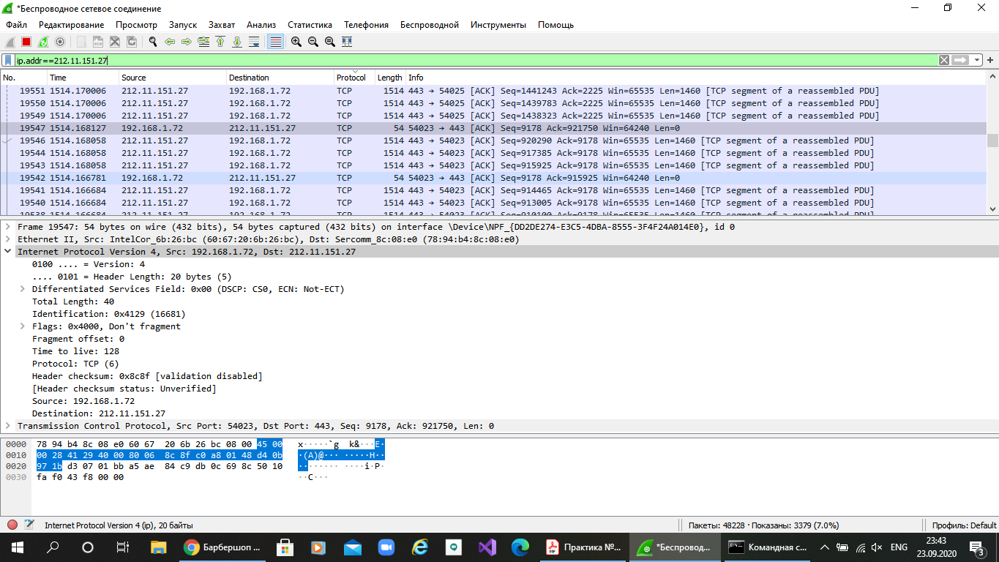 *Беспроводное сетевое соединение
Файл Редактирование Просмотр Запуск Захват Анализ Статистика Телефония Беспроводной Инструменты Помощь
ip.addr==212.11.151.27
No. Time Source Destination Protocol Length Info
19551 1514.170006 212.11.151.27 192.168.1.72 TCP 1514 443 → 54025 [ACK] Seq=1441243 Ack=2225 Win=65535 Len=1460 [TCP segment of a reassembled PDU]
19550 1514.170006 212.11.151.27 192.168.1.72 TCP 1514 443 → 54025 [ACK] Seq=1439783 Ack=2225 Win=65535 Len=1460 [TCP segment of a reassembled PDU]
19549 1514.170006 212.11.151.27 192.168.1.72 TCP 1514 443 → 54025 [ACK] Seq=1438323 Ack=2225 Win=65535 Len=1460 [TCP segment of a reassembled PDU]
19547 1514.168127 192.168.1.72 212.11.151.27 TCP 54 54023 → 443 [ACK] Seq=9178 Ack=921750 Win=64240 Len=0
19546 1514.168058 212.11.151.27 192.168.1.72 TCP 1514 443 → 54023 [ACK] Seq=920290 Ack=9178 Win=65535 Len=1460 [TCP segment of a reassembled PDU]
19544 1514.168058 212.11.151.27 192.168.1.72 TCP 1514 443 → 54023 [ACK] Seq=917385 Ack=9178 Win=65535 Len=1460 [TCP segment of a reassembled PDU]
19543 1514.168058 212.11.151.27 192.168.1.72 TCP 1514 443 → 54023 [ACK] Seq=915925 Ack=9178 Win=65535 Len=1460 [TCP segment of a reassembled PDU]
19542 1514.166781 192.168.1.72 212.11.151.27 TCP 54 54023 → 443 [ACK] Seq=9178 Ack=915925 Win=64240 Len=0
19541 1514.166684 212.11.151.27 192.168.1.72 TCP 1514 443 → 54023 [ACK] Seq=914465 Ack=9178 Win=65535 Len=1460 [TCP segment of a reassembled PDU]
19540 1514.166684 212.11.151.27 192.168.1.72 TCP 1514 443 → 54023 [ACK] Seq=913005 Ack=9178 Win=65535 Len=1460 [TCP segment of a reassembled PDU]
19538 1514.166684 212.11.151.27 192.168.1.72 TCP 1514 443 → 54023 [ACK] Seq=910100 Ack=9178 Win=65535 Len=1460 [TCP segment of a reassembled PDU]
Frame 19547: 54 bytes on wire (432 bits), 54 bytes captured (432 bits) on interface \Device\NPF_{DD2DE274-E3C5-4DBA-8555-3F4F24A014E0}, id 0
Ethernet II, Src: IntelCor_6b:26:bc (60:67:20:6b:26:bc), Dst: Sercomm_8c:08:e0 (78:94:b4:8c:08:e0)
Internet Protocol Version 4, Src: 192.168.1.72, Dst: 212.11.151.27
0100 .... = Version: 4
.... 0101 = Header Length: 20 bytes (5)
Differentiated Services Field: 0x00 (DSCP: CS0, ECN: Not-ECT)
Total Length: 40
Identification: 0x4129 (16681)
Flags: 0x4000, Don't fragment
Fragment offset: 0
Time to live: 128
Protocol: TCP (6)
Header checksum: 0x8c8f [validation disabled]
[Header checksum status: Unverified]
Source: 192.168.1.72
Destination: 212.11.151.27
Transmission Control Protocol, Src Port: 54023, Dst Port: 443, Seq: 9178, Ack: 921750, Len: 0
0000 78 94 b4 8c 08 e0 60 67 20 6b 26 bc 08 00 45 00 x·····`g k&···E·
0010 00 28 41 29 40 00 80 06 8c 8f c0 a8 01 48 d4 0b ·(A)@··· ·····H··
0020 97 1b d3 07 01 bb a5 ae 84 c9 db 0c 69 8c 50 10 ········ ····i·P·
0030 fa f0 43 f8 00 00 ··C···
Internet Protocol Version 4 (ip), 20 байты Пакеты: 48228 · Показаны: 3379 (7.0%) Профиль: Default
Барбершоп ... Практика №... *Беспровод... Командная с... ENG 23:43
23.09.2020 3